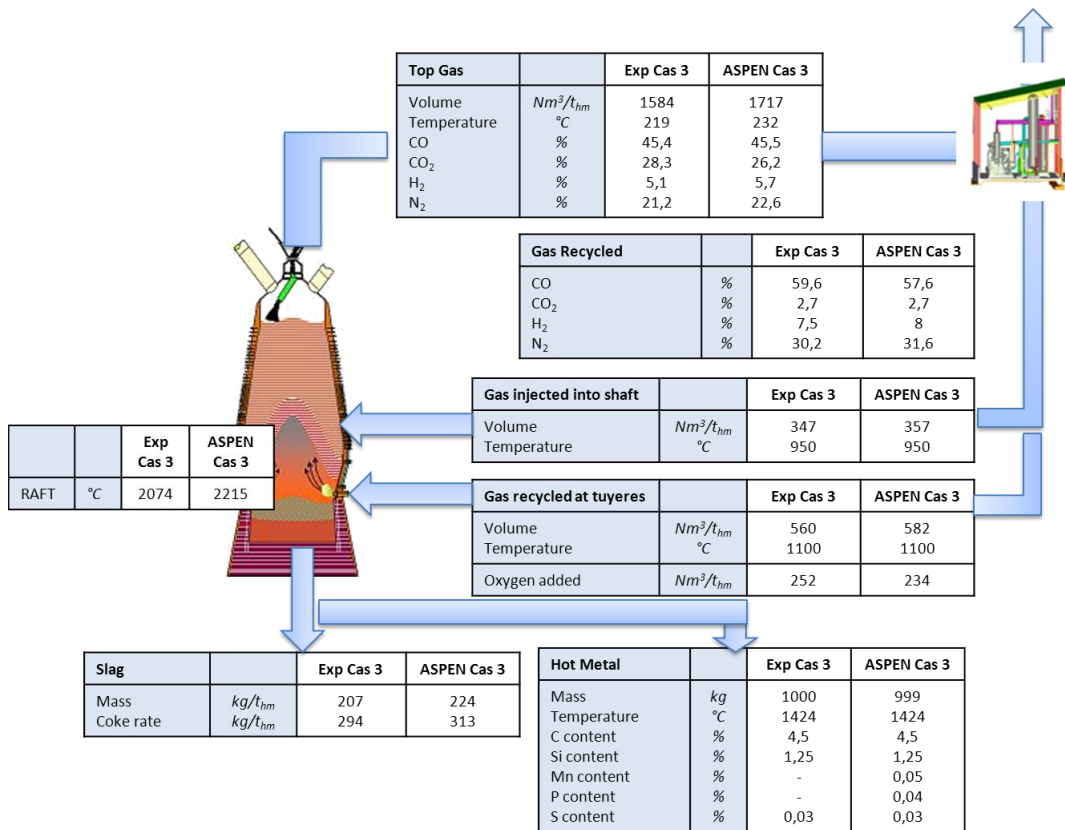 Top Gas Exp Cas 3 ASPEN Cas 3
Volume Nm³/t_hm 1584 1717
Temperature °C 219 232
CO % 45,4 45,5
CO₂ % 28,3 26,2
H₂ % 5,1 5,7
N₂ % 21,2 22,6
Gas Recycled Exp Cas 3 ASPEN Cas 3
CO % 59,6 57,6
CO₂ % 2,7 2,7
H₂ % 7,5 8
N₂ % 30,2 31,6
Gas injected into shaft Exp Cas 3 ASPEN Cas 3
Volume Nm³/t_hm 347 357
Temperature °C 950 950
Exp Cas 3 ASPEN Cas 3
RAFT °C 2074 2215
Gas recycled at tuyeres Exp Cas 3 ASPEN Cas 3
Volume Nm³/t_hm 560 582
Temperature °C 1100 1100
Oxygen added Nm³/t_hm 252 234
Slag Exp Cas 3 ASPEN Cas 3
Mass kg/t_hm 207 224
Coke rate kg/t_hm 294 313
Hot Metal Exp Cas 3 ASPEN Cas 3
Mass kg 1000 999
Temperature °C 1424 1424
C content % 4,5 4,5
Si content % 1,25 1,25
Mn content % - 0,05
P content % - 0,04
S content % 0,03 0,03